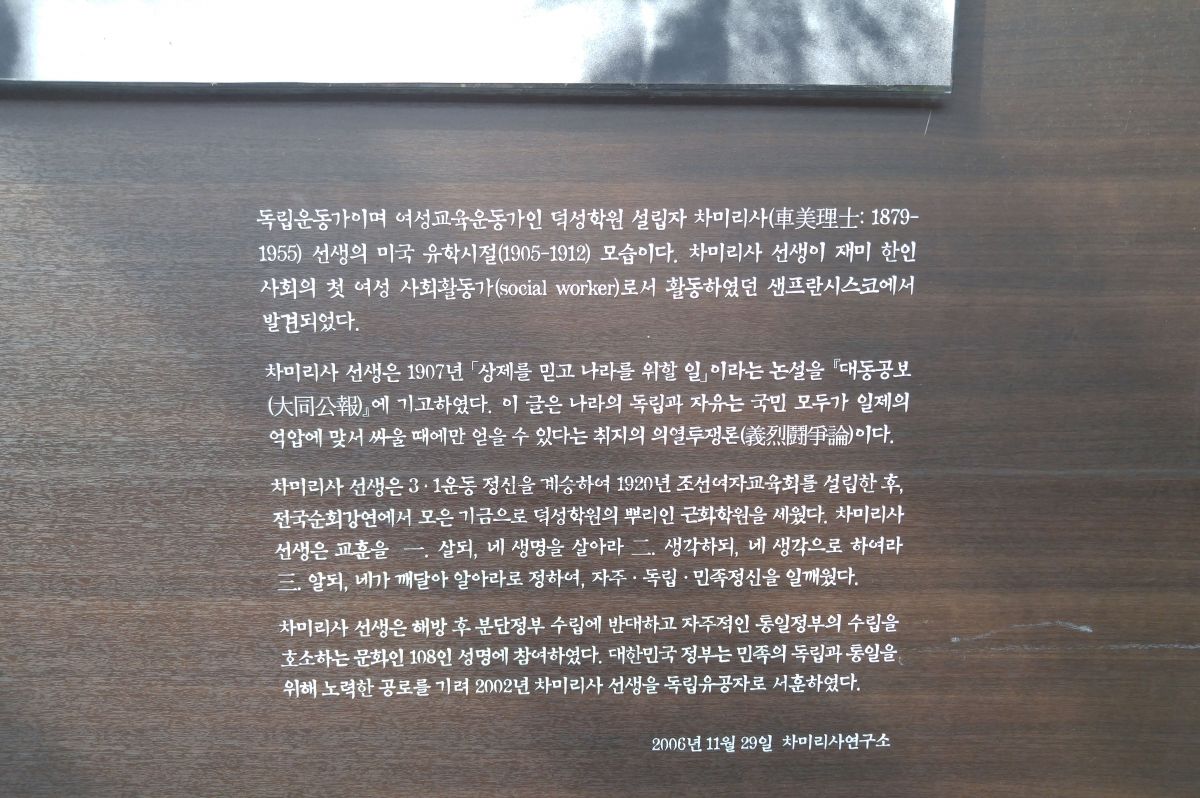 독립운동가이며 여성교육운동가인 덕성학원 설립자 차미리사(車美理士: 1879-
1955) 선생의 미국 유학시절(1905-1912) 모습이다. 차미리사 선생이 재미 한인
사회의 첫 여성 사회활동가(social worker)로서 활동하였던 샌프란시스코에서
발견되었다.
차미리사 선생은 1907년 「상제를 믿고 나라를 위할 일」이라는 논설을 『대동공보
(大同公報)』에 기고하였다. 이 글은 나라의 독립과 자유는 국민 모두가 일제의
억압에 맞서 싸울 때에만 얻을 수 있다는 취지의 의열투쟁론(義烈鬪爭論)이다.
차미리사 선생은 3·1운동 정신을 계승하여 1920년 조선여자교육회를 설립한 후,
전국순회강연에서 모은 기금으로 덕성학원의 뿌리인 근화학원을 세웠다. 차미리사
선생은 교훈을 一. 살되, 네 생명을 살아라 二. 생각하되, 네 생각으로 하여라
三. 알되, 네가 깨달아 알아라로 정하여, 자주·독립·민족정신을 일깨웠다.
차미리사 선생은 해방 후 분단정부 수립에 반대하고 자주적인 통일정부의 수립을
호소하는 문화인 108인 성명에 참여하였다. 대한민국 정부는 민족의 독립과 통일을
위해 노력한 공로를 기려 2002년 차미리사 선생을 독립유공자로 서훈하였다.
2006년 11월 29일 차미리사연구소